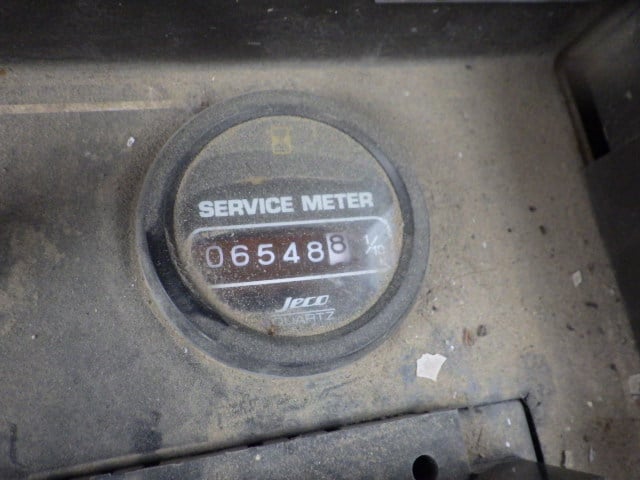 SERVICE METER
065488 1/10
Jeco
QUARTZ